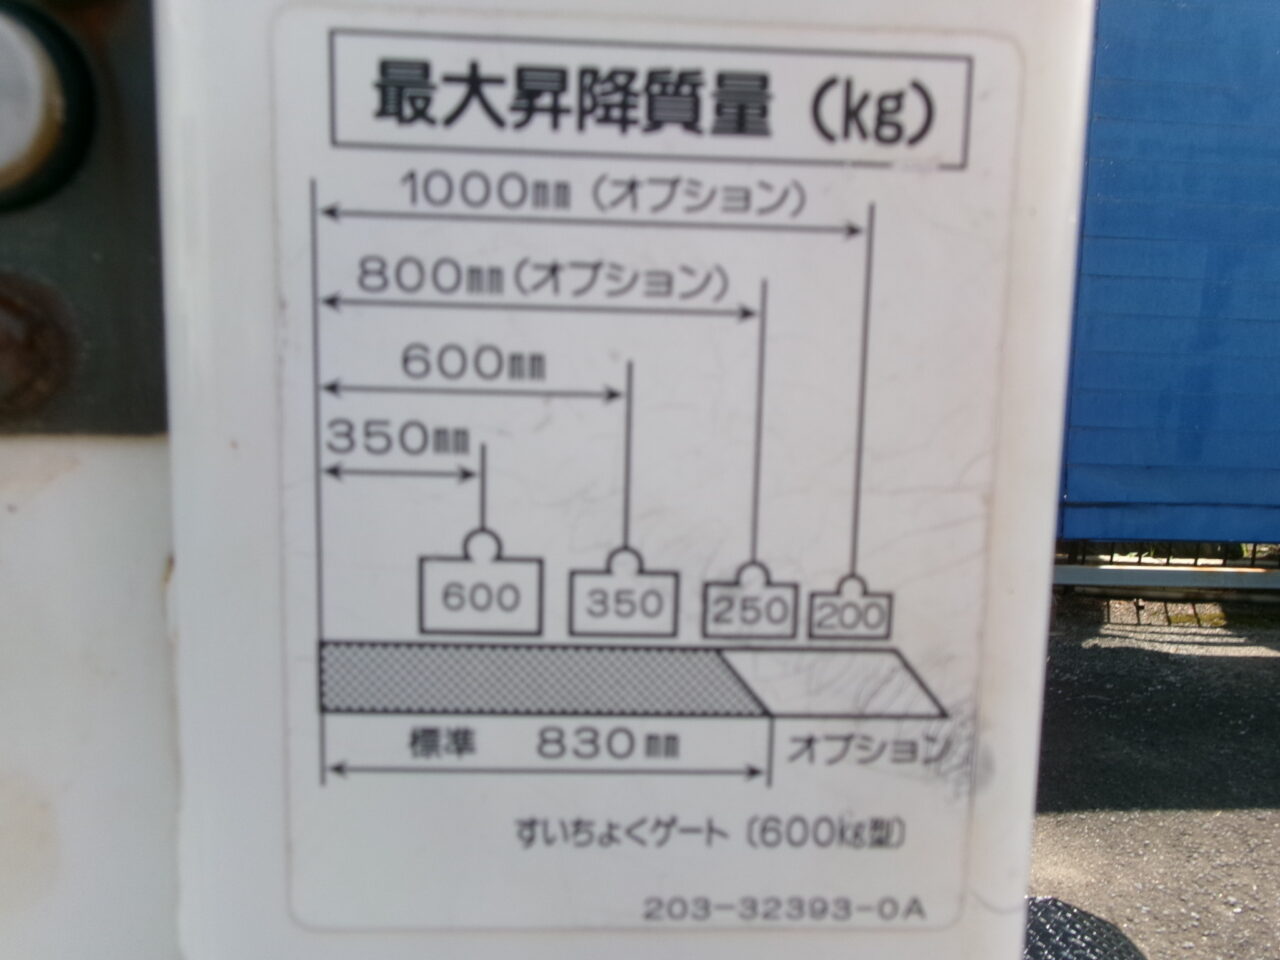 最大昇降質量（kg）
1000㎜（オプション）
800㎜（オプション）
600㎜
350㎜
600 350 250 200
標準 830㎜ オプション
すいちょくゲート（600kg型）
203-32393-0A